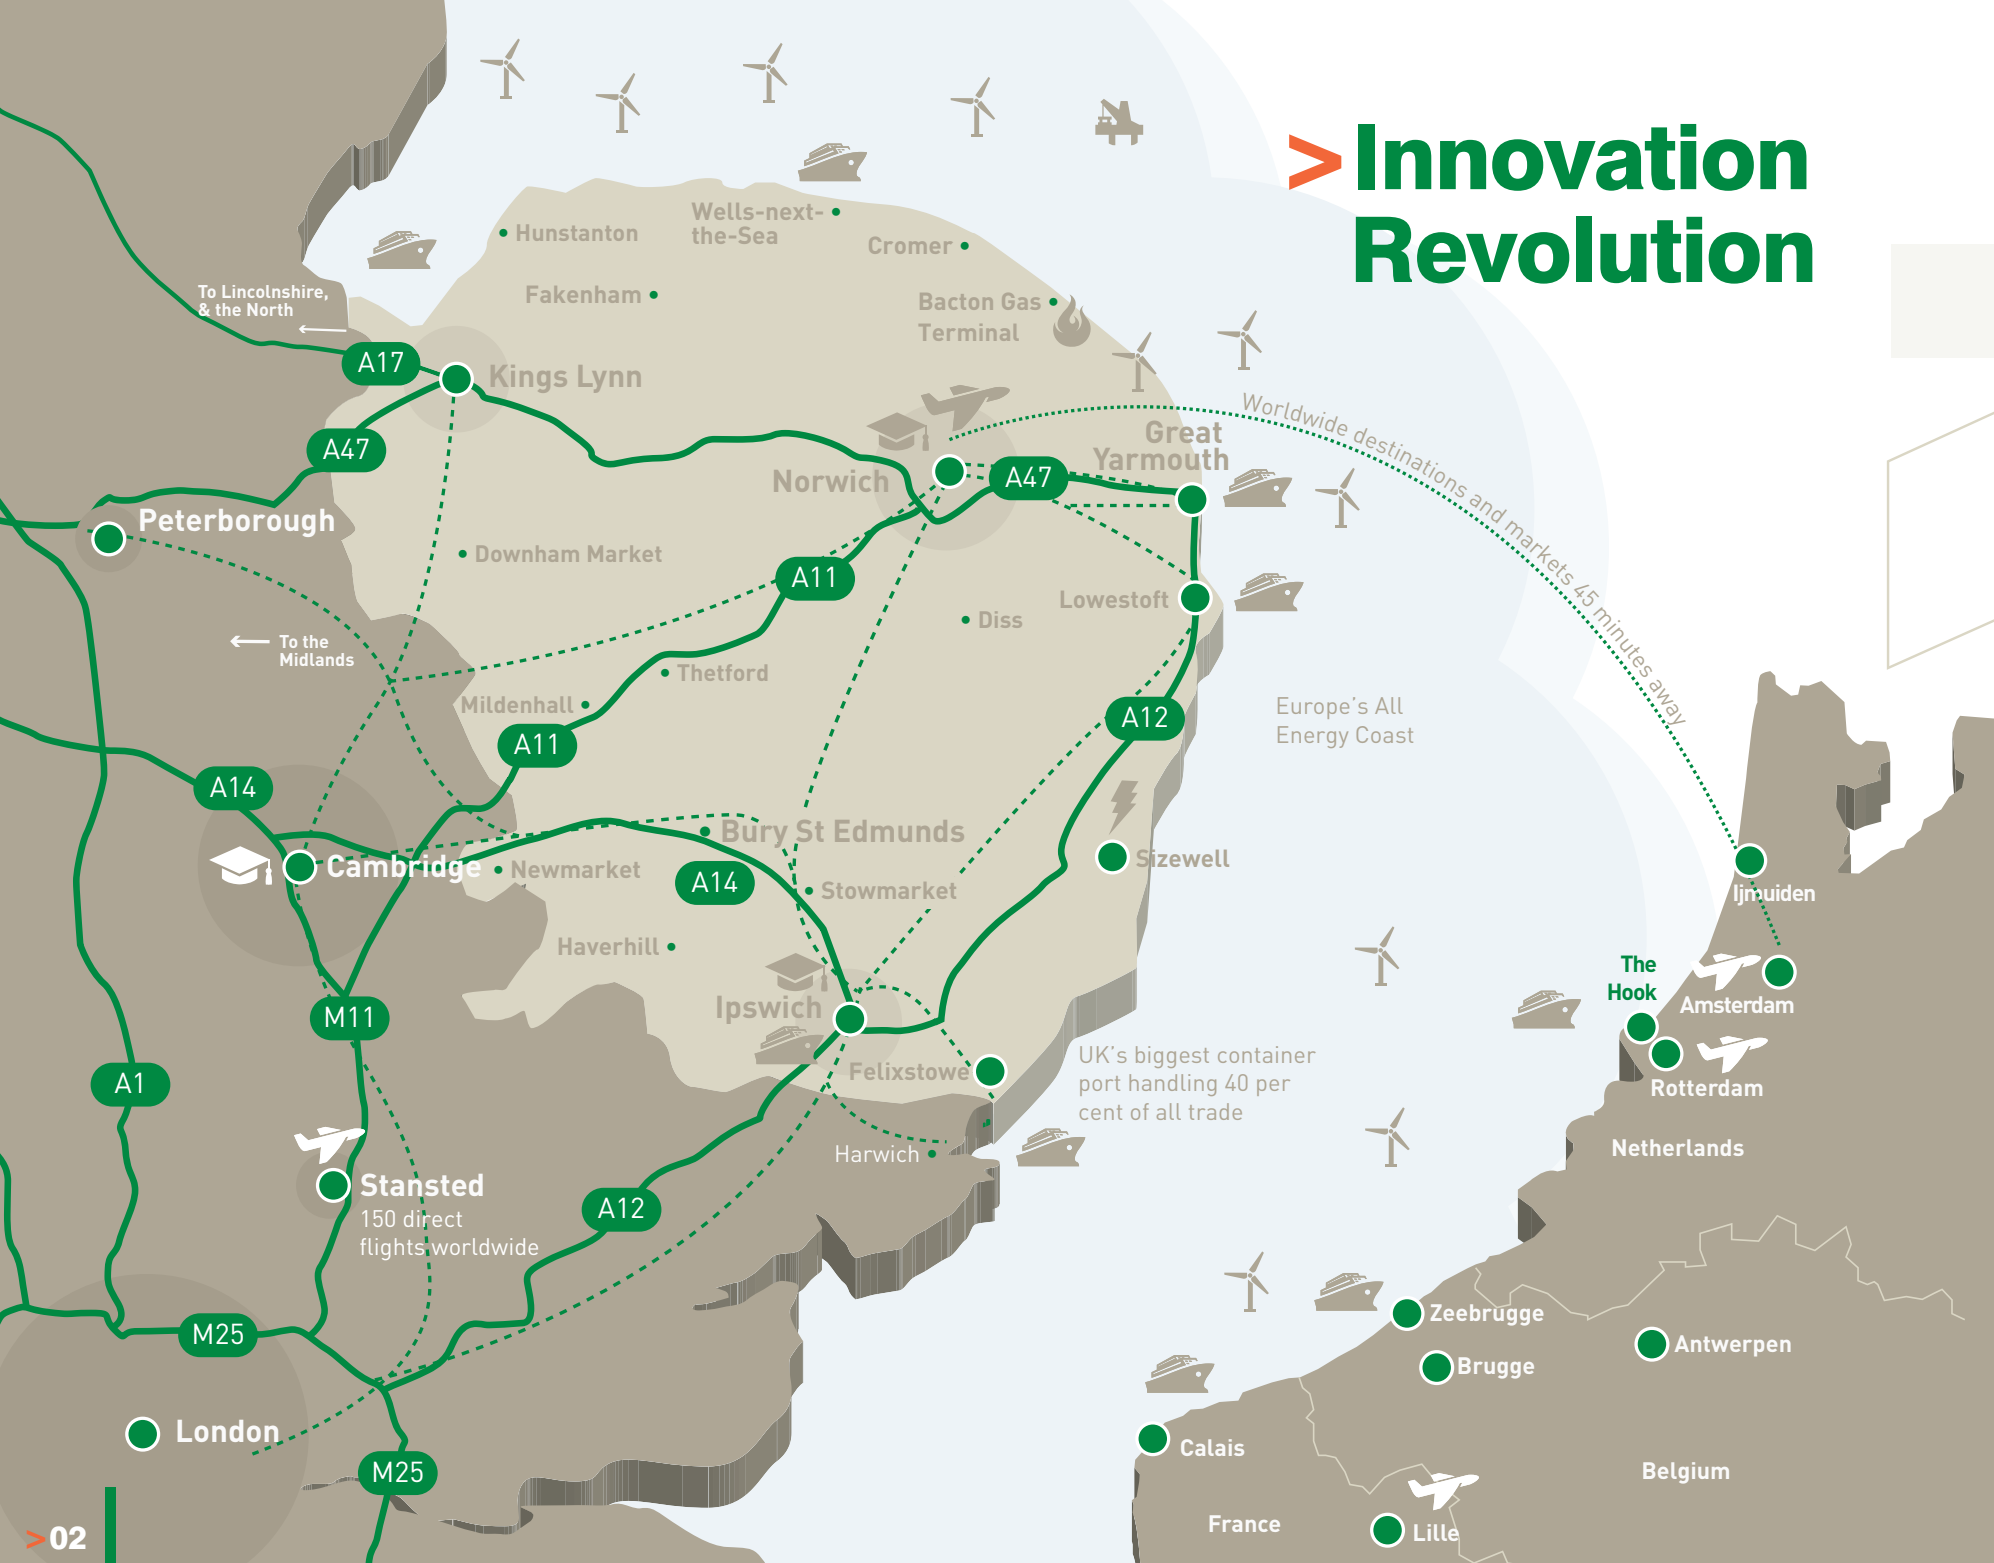 > Innovation
Revolution
Wells-next-
the-Sea
Hunstanton
Cromer
Fakenham
Bacton Gas
Terminal
To Lincolnshire,
& the North
A17
Kings Lynn
A47
Norwich
A47
Great
Yarmouth
Worldwide destinations and markets 45 minutes away
Peterborough
Downham Market
A11
Lowestoft
Diss
To the
Midlands
Thetford
Mildenhall
A11
A12
Europe's All
Energy Coast
A14
Bury St Edmunds
Cambridge
Newmarket
A14
Stowmarket
Sizewell
Ijmuiden
Haverhill
The
Hook
Amsterdam
Ipswich
M11
Felixstowe
UK's biggest container
port handling 40 per
cent of all trade
Rotterdam
A1
Harwich
Netherlands
Stansted
150 direct
flights worldwide
A12
M25
Zeebrugge
Antwerpen
Brugge
London
Calais
M25
Belgium
France
Lille
>02